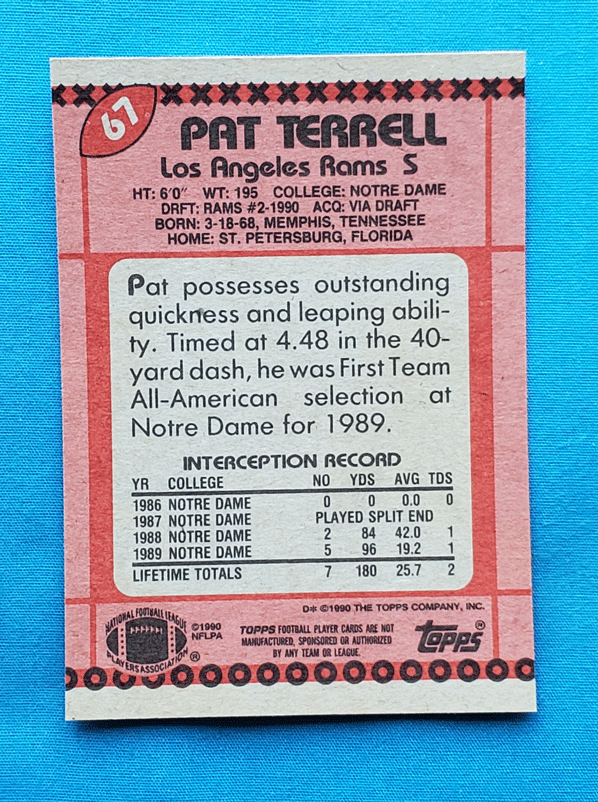 67
PAT TERRELL
Los Angeles Rams S
HT: 6'0" WT: 195 COLLEGE: NOTRE DAME
DRFT: RAMS #2-1990 ACQ: VIA DRAFT
BORN: 3-18-68, MEMPHIS, TENNESSEE
HOME: ST. PETERSBURG, FLORIDA
Pat possesses outstanding
quickness and leaping abili-
ty. Timed at 4.48 in the 40-
yard dash, he was First Team
All-American selection at
Notre Dame for 1989.
INTERCEPTION RECORD
YR COLLEGE NO YDS AVG TDS
1986 NOTRE DAME 0 0 0.0 0
1987 NOTRE DAME PLAYED SPLIT END
1988 NOTRE DAME 2 84 42.0 1
1989 NOTRE DAME 5 96 19.2 1
LIFETIME TOTALS 7 180 25.7 2
D* ©1990 THE TOPPS COMPANY, INC.
NATIONAL FOOTBALL LEAGUE
PLAYERS ASSOCIATION ®
©1990
NFLPA
TOPPS FOOTBALL PLAYER CARDS ARE NOT
MANUFACTURED, SPONSORED OR AUTHORIZED
BY ANY TEAM OR LEAGUE.
topps ®